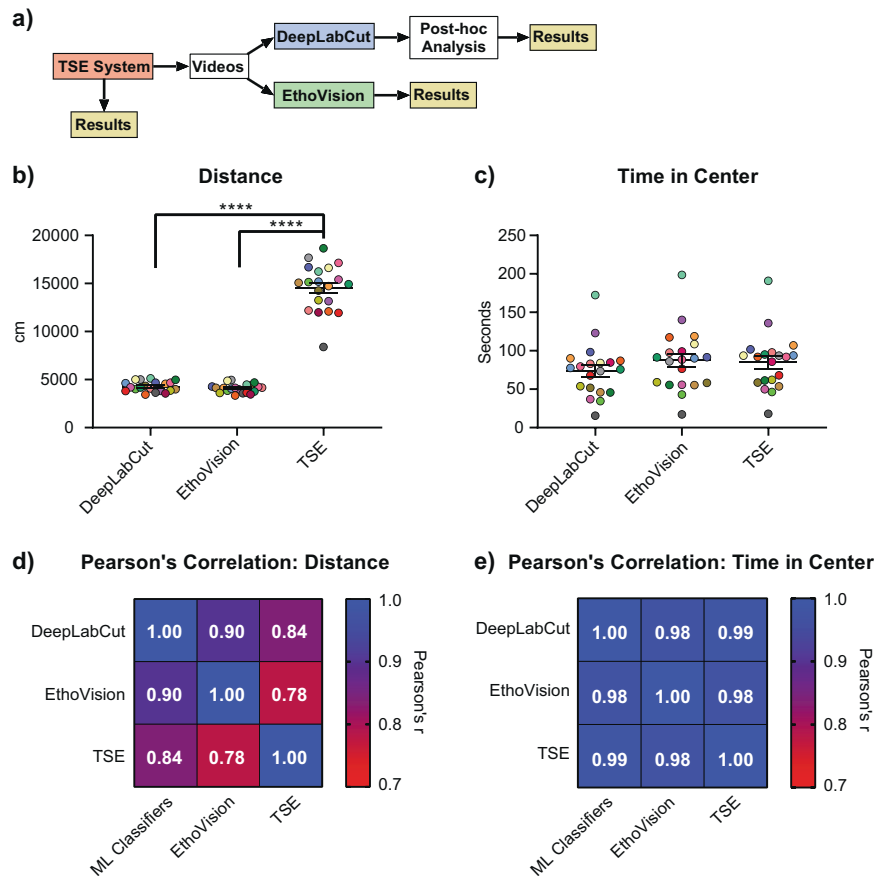 a)
TSE System
Videos
DeepLabCut
Post-hoc
Analysis
Results
EthoVision
Results
Results
b)
Distance
****
****
20000
15000
10000
5000
0
cm
DeepLabCut
EthoVision
TSE
c)
Time in Center
250
200
150
100
50
0
Seconds
DeepLabCut
EthoVision
TSE
d)
Pearson's Correlation: Distance
DeepLabCut
1.00 0.90 0.84
EthoVision
0.90 1.00 0.78
TSE
0.84 0.78 1.00
ML Classifiers
EthoVision
TSE
1.0
0.9
0.8
0.7
Pearson's r
e) Pearson's Correlation: Time in Center
DeepLabCut
1.00 0.98 0.99
EthoVision
0.98 1.00 0.98
TSE
0.99 0.98 1.00
ML Classifiers
EthoVision
TSE
1.0
0.9
0.8
0.7
Pearson's r